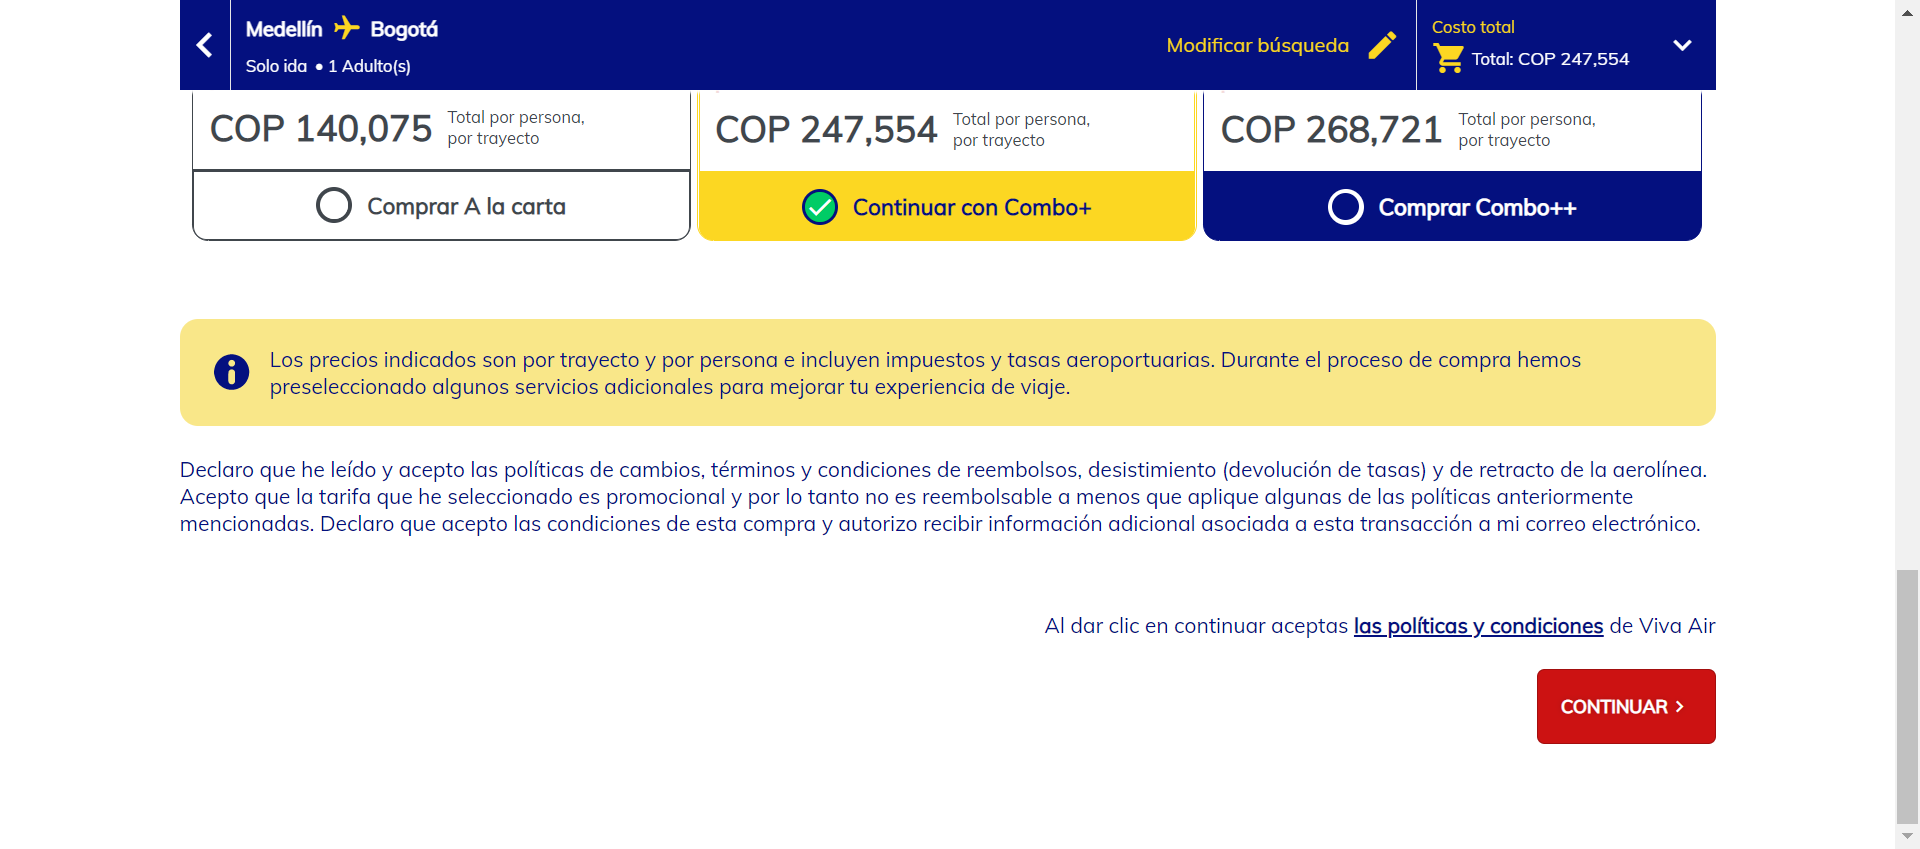 Medellín Bogotá
Solo ida • 1 Adulto(s)
Modificar búsqueda
Costo total
Total: COP 247,554
COP 140,075
Total por persona,
por trayecto
Comprar A la carta
COP 247,554
Total por persona,
por trayecto
Continuar con Combo+
COP 268,721
Total por persona,
por trayecto
Comprar Combo++
Los precios indicados son por trayecto y por persona e incluyen impuestos y tasas aeroportuarias. Durante el proceso de compra hemos
preseleccionado algunos servicios adicionales para mejorar tu experiencia de viaje.
Declaro que he leído y acepto las políticas de cambios, términos y condiciones de reembolsos, desistimiento (devolución de tasas) y de retracto de la aerolínea.
Acepto que la tarifa que he seleccionado es promocional y por lo tanto no es reembolsable a menos que aplique algunas de las políticas anteriormente
mencionadas. Declaro que acepto las condiciones de esta compra y autorizo recibir información adicional asociada a esta transacción a mi correo electrónico.
Al dar clic en continuar aceptas las políticas y condiciones de Viva Air
CONTINUAR >